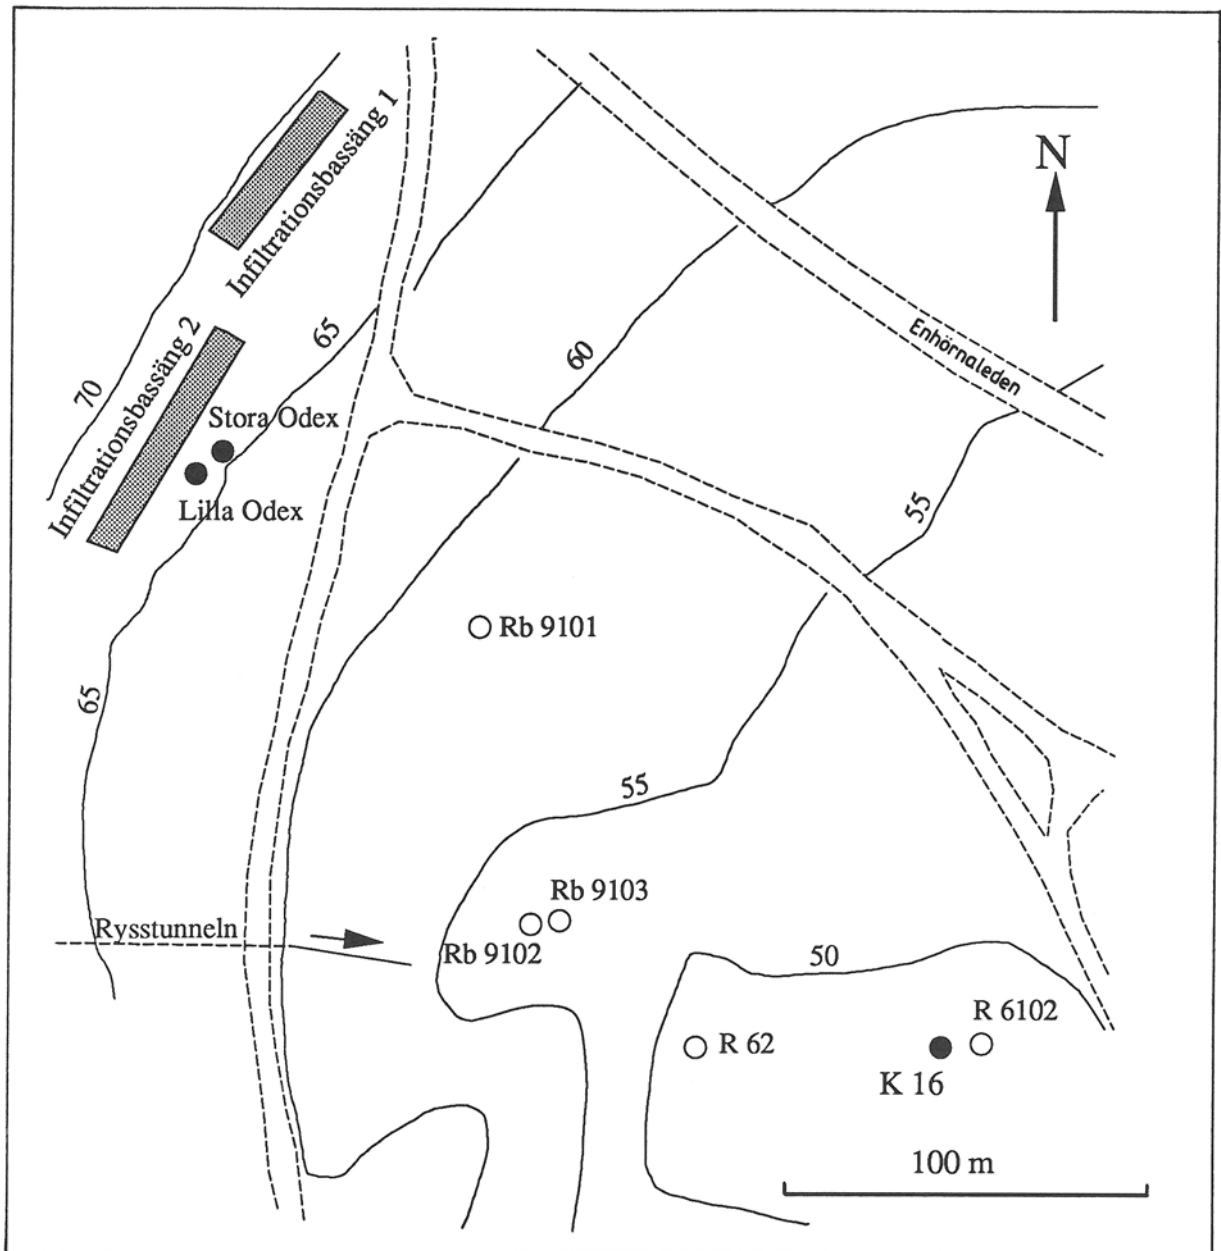 Infiltrationsbassäng 1
N
65
60
Enhörnaleden
70
Infiltrationsbassäng 2
Stora Odex
Lilla Odex
55
Rb 9101
65
55
Rb 9103
Rysstunneln
Rb 9102
50
R 6102
R 62
K 16
100 m